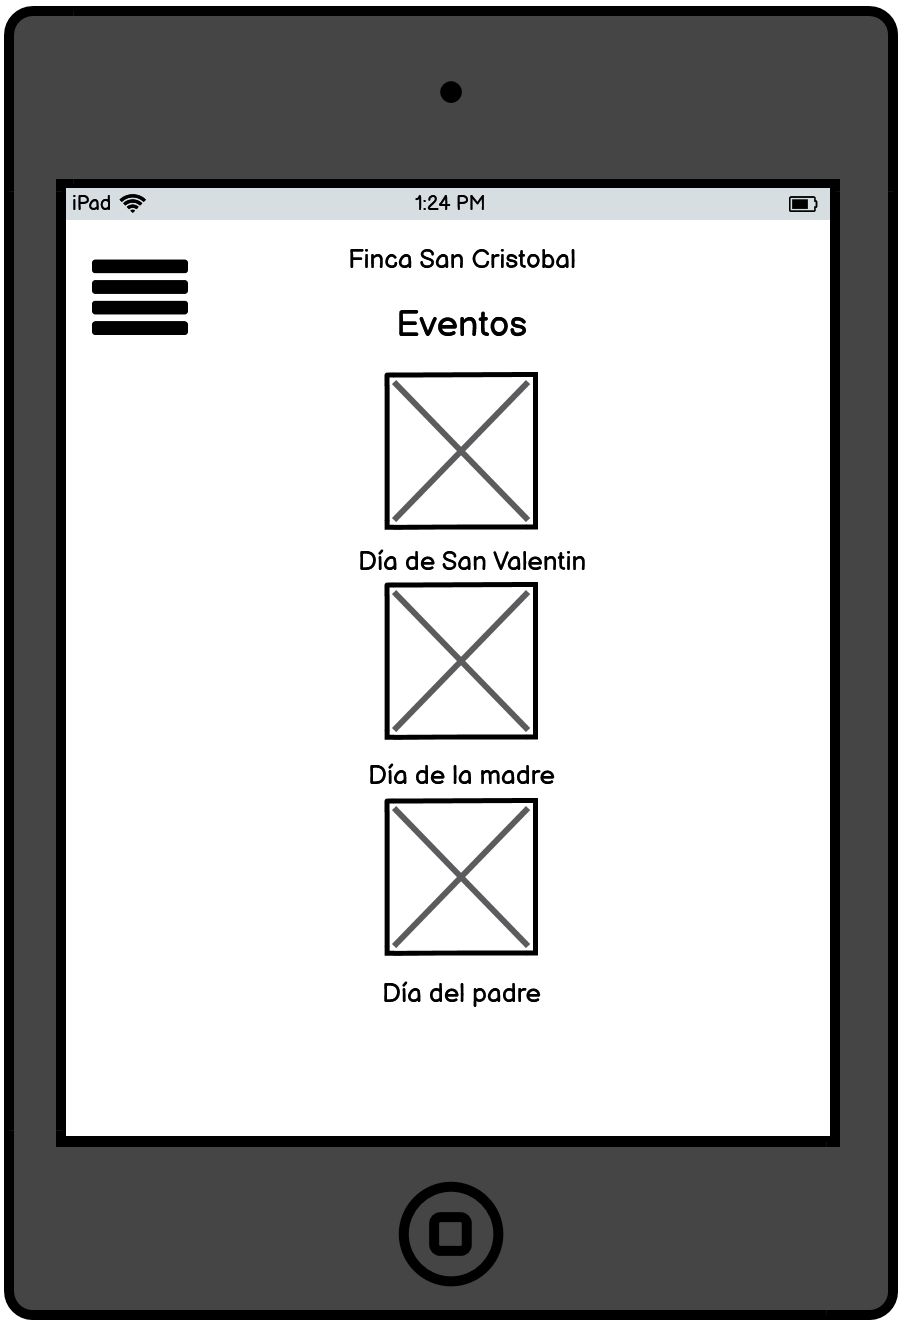 iPad 1:24 PM
Finca San Cristobal
Eventos
Día de San Valentin
Día de la madre
Día del padre